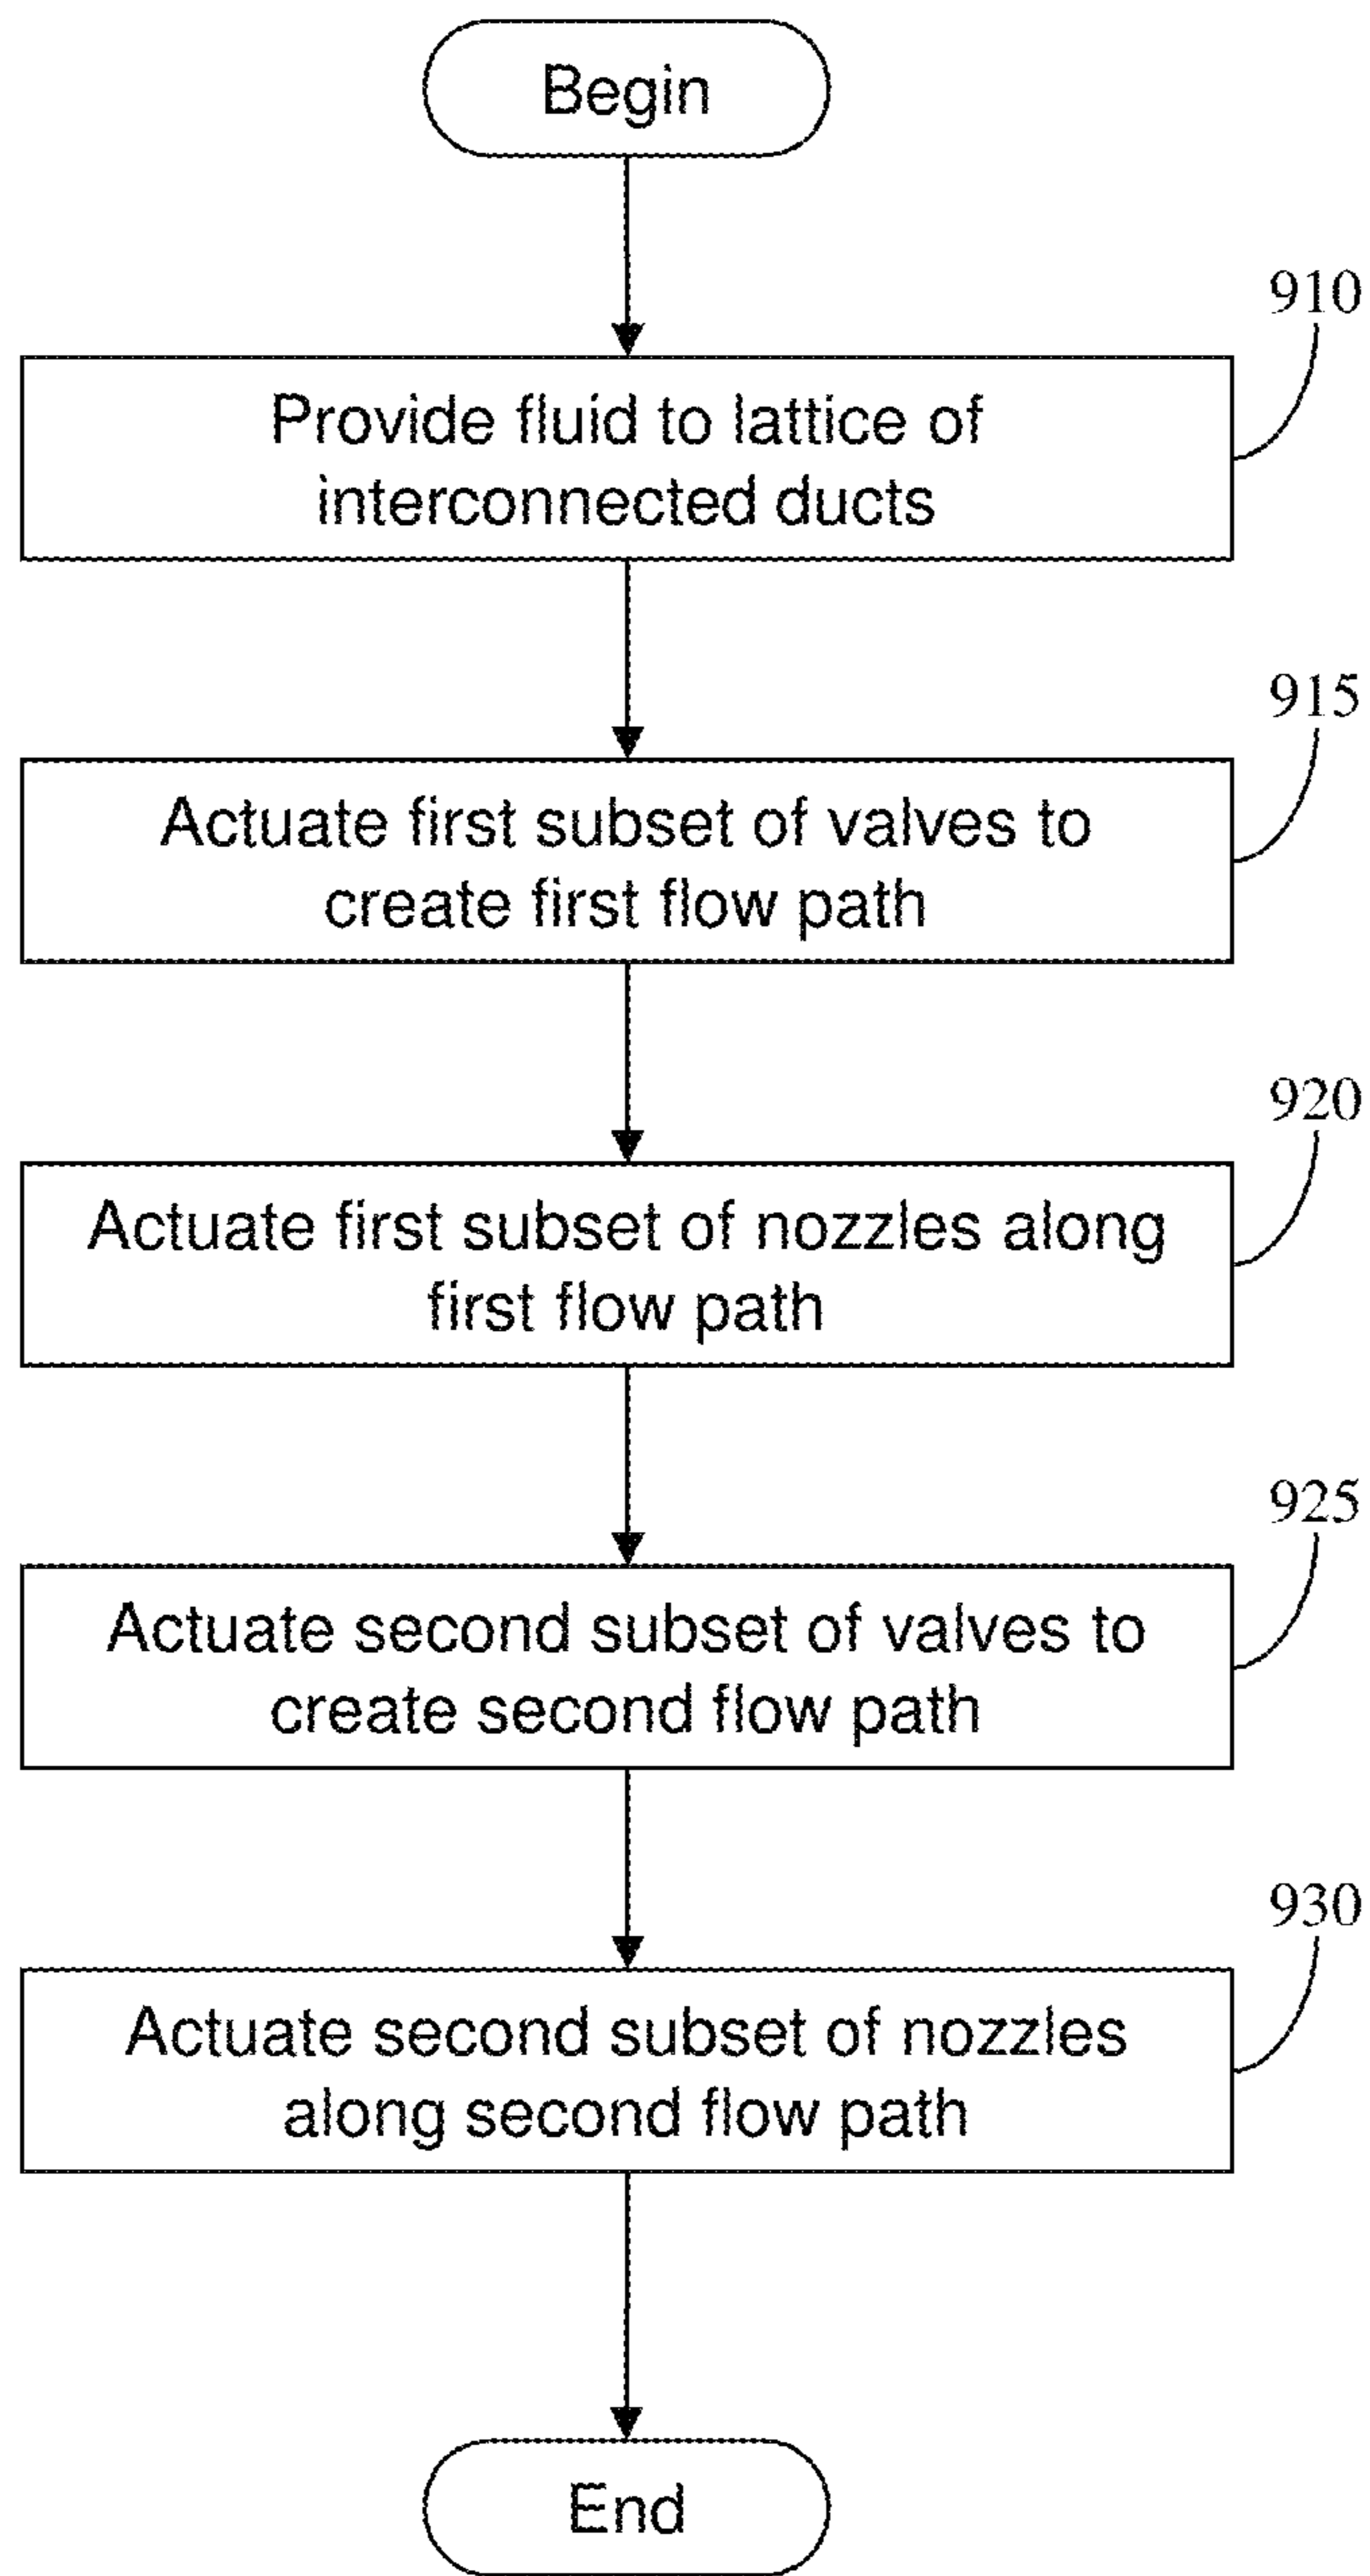 Begin
910
Provide fluid to lattice of
interconnected ducts
915
Actuate first subset of valves to
create first flow path
920
Actuate first subset of nozzles along
first flow path
925
Actuate second subset of valves to
create second flow path
930
Actuate second subset of nozzles
along second flow path
End